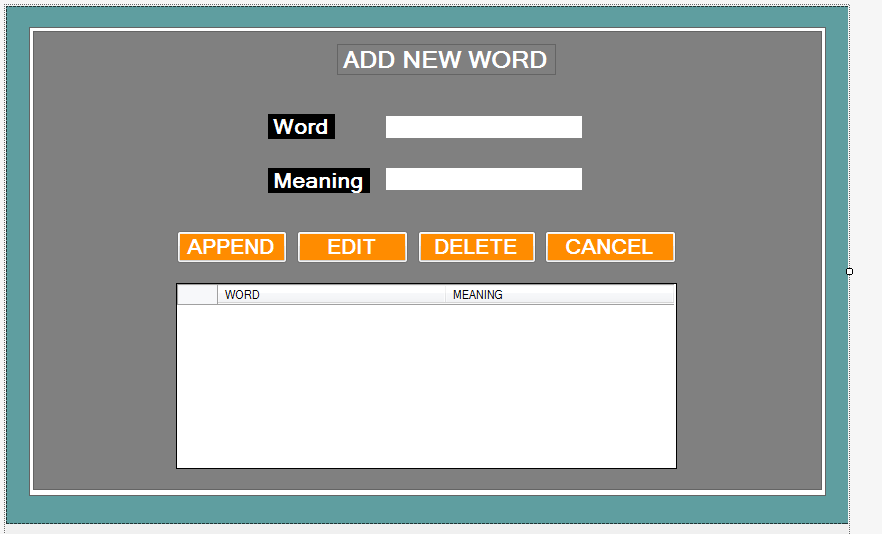 ADD NEW WORD
Word
Meaning
APPEND EDIT DELETE CANCEL
WORD MEANING